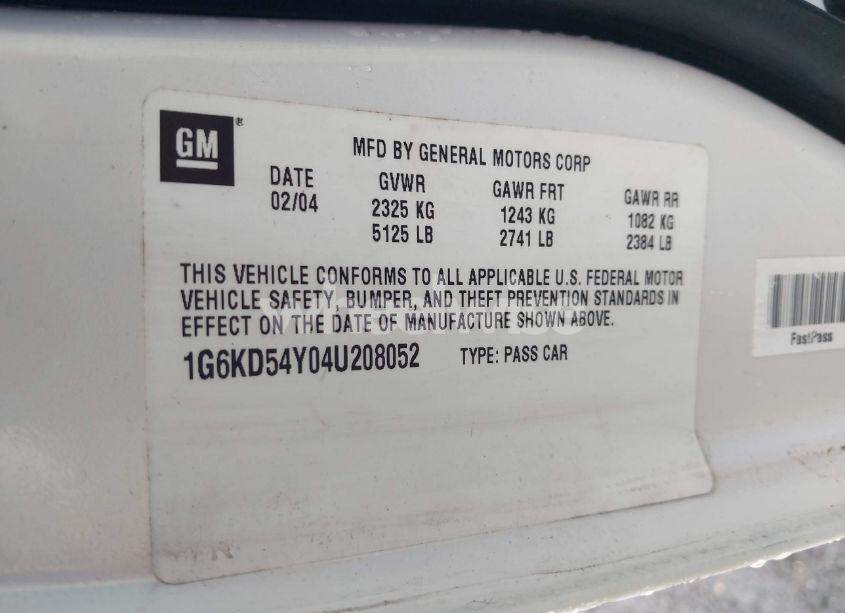 GM®
MFD BY GENERAL MOTORS CORP
DATE GVWR GAWR FRT GAWR RR
02/04 2325 KG 1243 KG 1082 KG
5125 LB 2741 LB 2384 LB
THIS VEHICLE CONFORMS TO ALL APPLICABLE U.S. FEDERAL MOTOR
VEHICLE SAFETY, BUMPER, AND THEFT PREVENTION STANDARDS IN
EFFECT ON THE DATE OF MANUFACTURE SHOWN ABOVE.
1G6KD54Y04U208052 TYPE: PASS CAR
FastPass